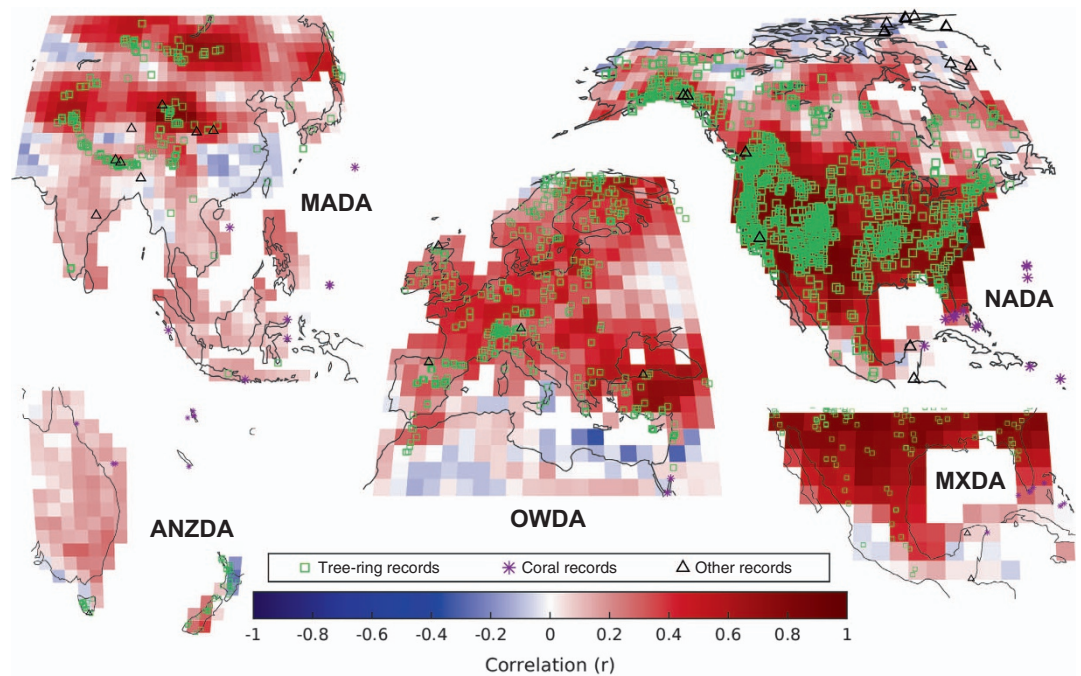 MADA
NADA
MXDA
OWDA
ANZDA
Tree-ring records
Coral records
Other records
-1 -0.8 -0.6 -0.4 -0.2 0 0.2 0.4 0.6 0.8 1
Correlation (r)